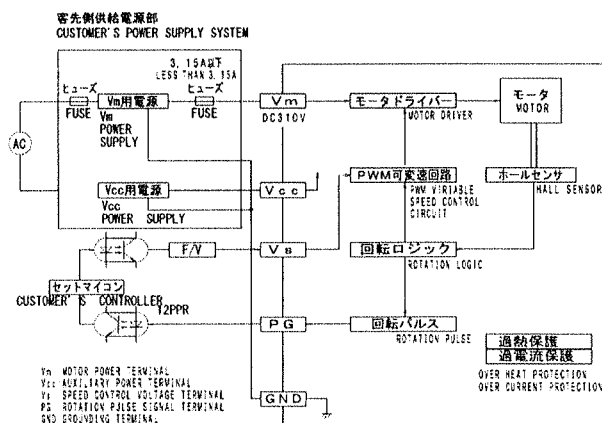 客先側供給電源部
CUSTOMER'S POWER SUPPLY SYSTEM
3.15A以下
LESS THAN 3.15A
ヒューズ
FUSE
Vm用電源
Vm
POWER
SUPPLY
ヒューズ
FUSE
Vm
DC310V
モータドライバー
MOTOR DRIVER
モータ
MOTOR
AC
Vcc用電源
Vcc
POWER SUPPLY
Vcc
PWM可変速回路
PWM VARIABLE
SPEED CONTROL
CIRCUIT
ホールセンサ
HALL SENSOR
F/V
Vs
回転ロジック
ROTATION LOGIC
セットマイコン
CUSTOMER'S CONTROLLER
12PPR
PG
回転パルス
ROTATION PULSE
過熱保護
過電流保護
OVER HEAT PROTECTION
OVER CURRENT PROTECTION
Vm MOTOR POWER TERMINAL
Vcc AUXILIARY POWER TERMINAL
Vs SPEED CONTROL VOLTAGE TERMINAL
PG ROTATION PULSE SIGNAL TERMINAL
GND GROUNDING TERMINAL
GND